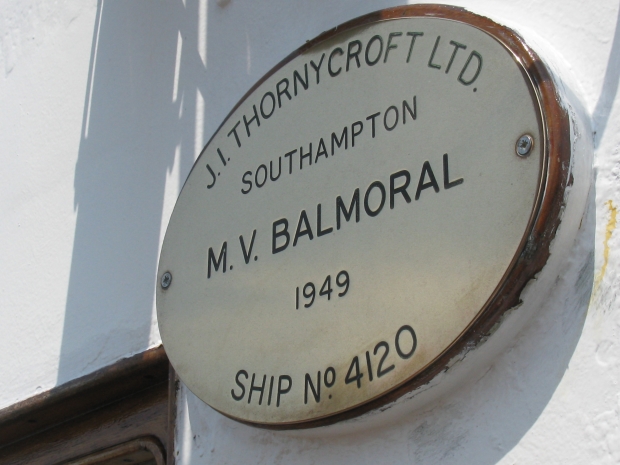 J.I. THORNYCROFT LTD.
SOUTHAMPTON
M.V. BALMORAL
1949
SHIP Nº 4120